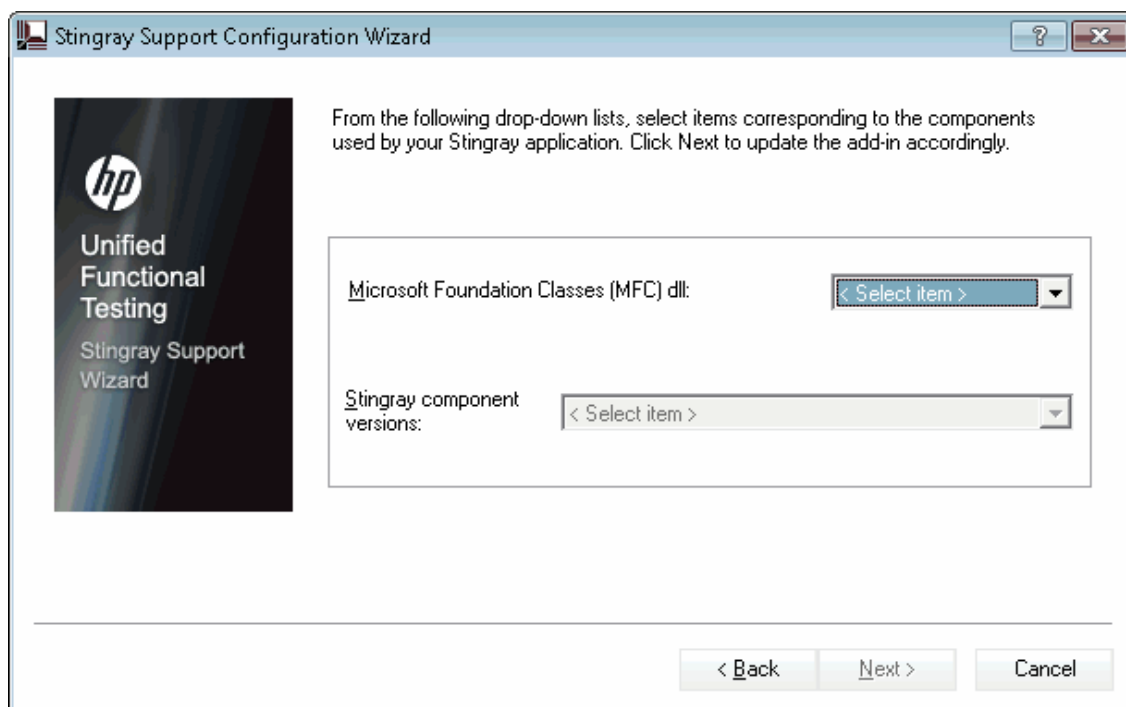 Stingray Support Configuration Wizard
?
hp
Unified
Functional
Testing
Stingray Support
Wizard
From the following drop-down lists, select items corresponding to the components
used by your Stingray application. Click Next to update the add-in accordingly.
Microsoft Foundation Classes (MFC) dll:
< Select item >
Stingray component
versions:
< Select item >
< Back
Next >
Cancel